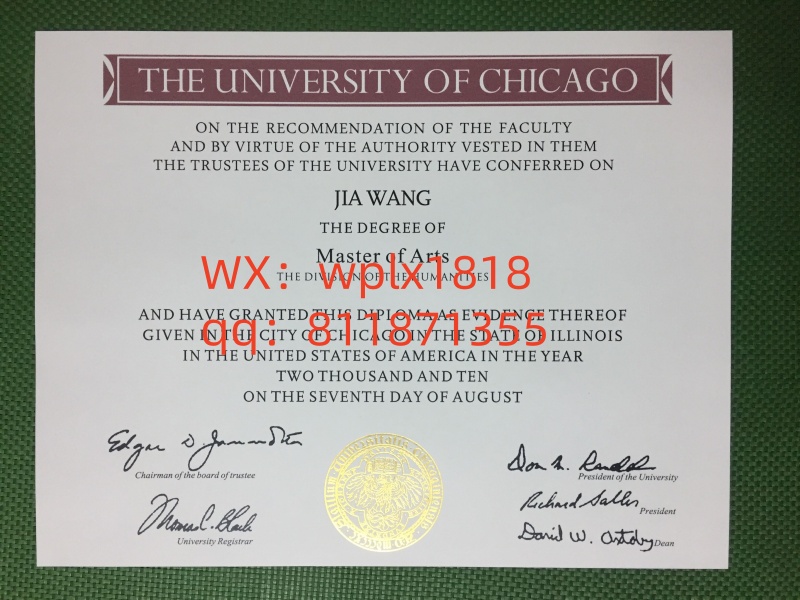 THE UNIVERSITY OF CHICAGO
ON THE RECOMMENDATION OF THE FACULTY
AND BY VIRTUE OF THE AUTHORITY VESTED IN THEM
THE TRUSTEES OF THE UNIVERSITY HAVE CONFERRED ON
JIA WANG
THE DEGREE OF
Master of Arts
WX：wplx1818
THE DIVISION OF THE HUMANITIES
AND HAVE GRANTED THIS DIPLOMA AS EVIDENCE THEREOF
qq：811871355
GIVEN IN THE CITY OF CHICAGO IN THE STATE OF ILLINOIS
IN THE UNITED STATES OF AMERICA IN THE YEAR
TWO THOUSAND AND TEN
ON THE SEVENTH DAY OF AUGUST
Chairman of the board of trustee
President of the University
President
University Registrar
David W.
Dean